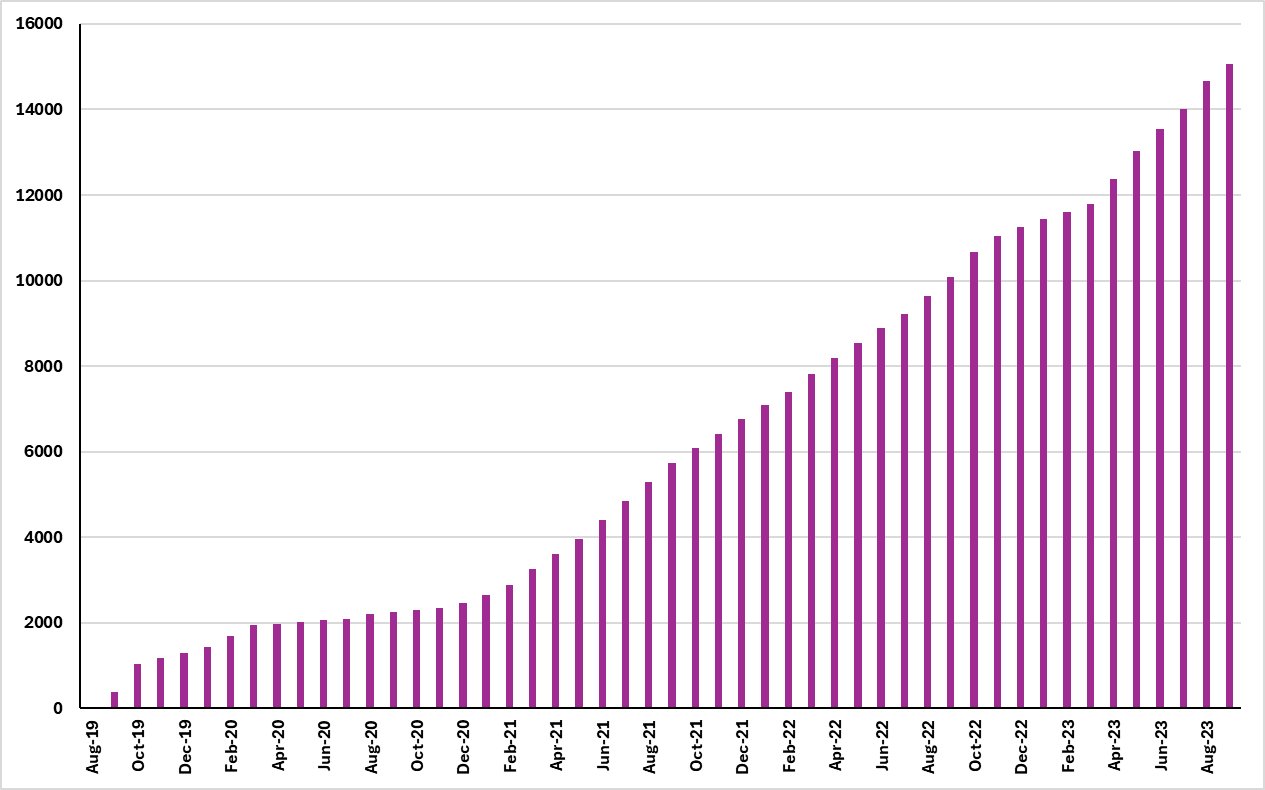 16000
14000
12000
10000
8000
6000
4000
2000
0
Aug-19
Oct-19
Dec-19
Feb-20
Apr-20
Jun-20
Aug-20
Oct-20
Dec-20
Feb-21
Apr-21
Jun-21
Aug-21
Oct-21
Dec-21
Feb-22
Apr-22
Jun-22
Aug-22
Oct-22
Dec-22
Feb-23
Apr-23
Jun-23
Aug-23